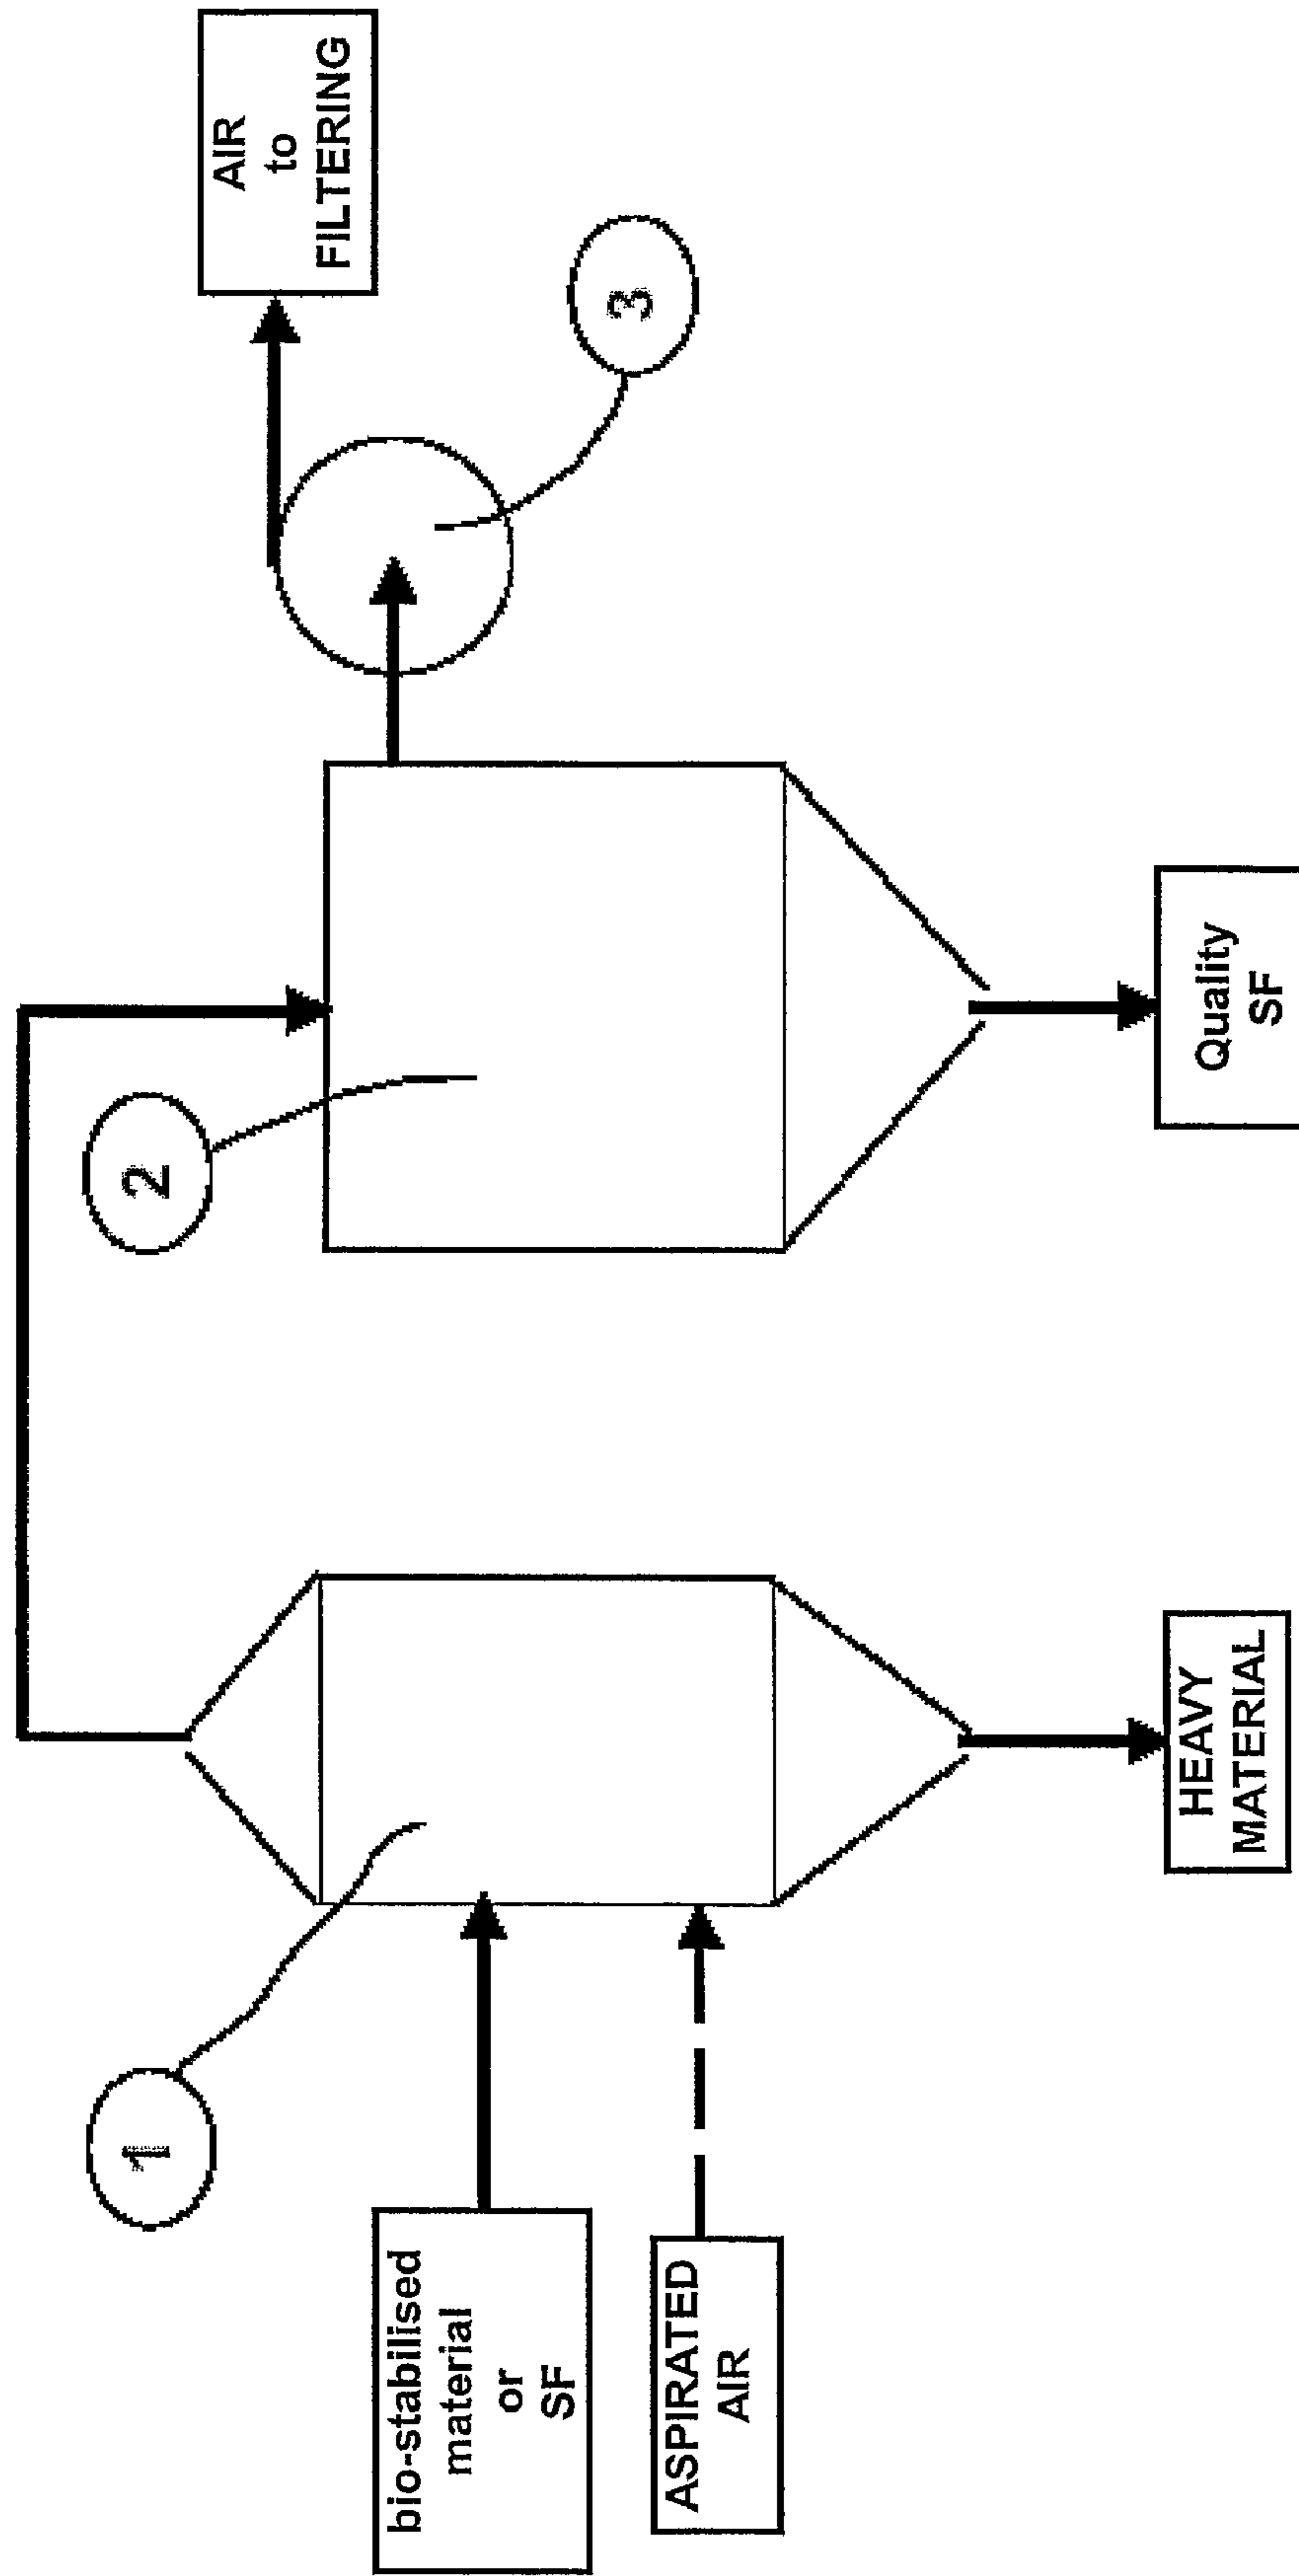 bio-stabilised
material
or
SF
ASPIRATED
AIR
1
HEAVY
MATERIAL
2
Quality
SF
3
AIR
to
FILTERING